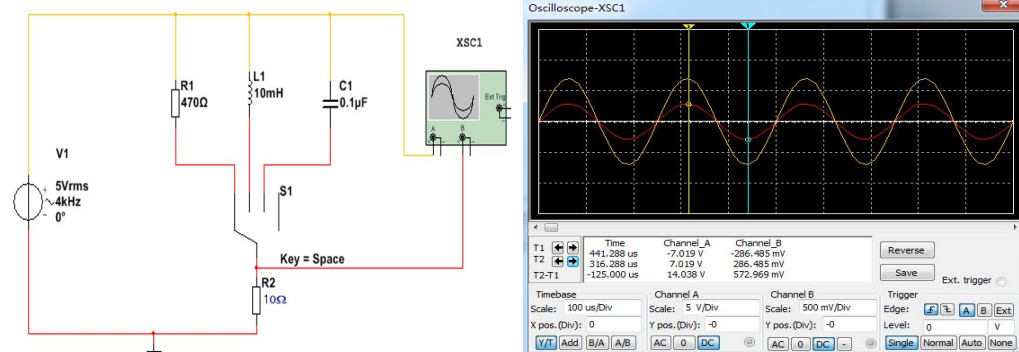 XSC1
Ext Trig
A B
R1
470Ω
L1
10mH
C1
0.1µF
V1
5Vrms
4kHz
0°
S1
Key = Space
R2
10Ω
Oscilloscope-XSC1
Time Channel_A Channel_B
T1 441.288 us -7.019 V -286.485 mV
T2 316.288 us 7.019 V 286.485 mV
T2-T1 -125.000 us 14.038 V 572.969 mV
Reverse
Save
Ext. trigger
Timebase
Scale: 100 us/Div
X pos.(Div): 0
Y/T Add B/A A/B
Channel A
Scale: 5 V/Div
Y pos.(Div): -0
AC 0 DC
Channel B
Scale: 500 mV/Div
Y pos.(Div): -0
AC 0 DC -
Trigger
Edge: A B Ext
Level: 0 V
Single Normal Auto None